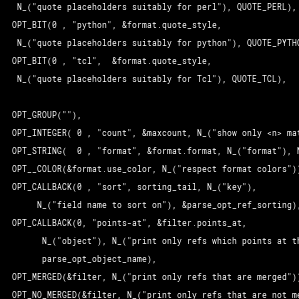 N_("quote placeholders suitably for perl"), QUOTE_PERL),
OPT_BIT(0 , "python", &format.quote_style,
N_("quote placeholders suitably for python"), QUOTE_PYTHO
OPT_BIT(0 , "tcl",  &format.quote_style,
N_("quote placeholders suitably for Tcl"), QUOTE_TCL),
OPT_GROUP(""),
OPT_INTEGER( 0 , "count", &maxcount, N_("show only <n> mat
OPT_STRING(  0 , "format", &format.format, N_("format"), N
OPT__COLOR(&format.use_color, N_("respect format colors")
OPT_CALLBACK(0 , "sort", sorting_tail, N_("key"),
N_("field name to sort on"), &parse_opt_ref_sorting)
OPT_CALLBACK(0, "points-at", &filter.points_at,
N_("object"), N_("print only refs which points at th
parse_opt_object_name),
OPT_MERGED(&filter, N_("print only refs that are merged")
OPT_NO_MERGED(&filter, N_("print only refs that are not me